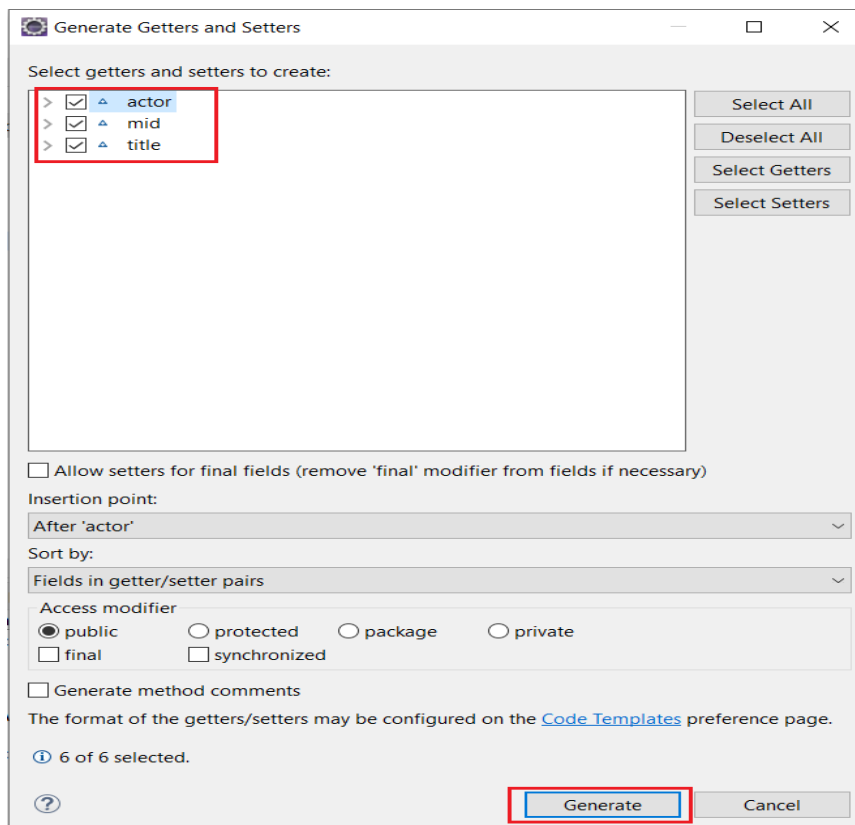 Generate Getters and Setters
Select getters and setters to create:
actor
mid
title
Select All
Deselect All
Select Getters
Select Setters
Allow setters for final fields (remove 'final' modifier from fields if necessary)
Insertion point:
After 'actor'
Sort by:
Fields in getter/setter pairs
Access modifier
public protected package private
final synchronized
Generate method comments
The format of the getters/setters may be configured on the Code Templates preference page.
6 of 6 selected.
Generate Cancel